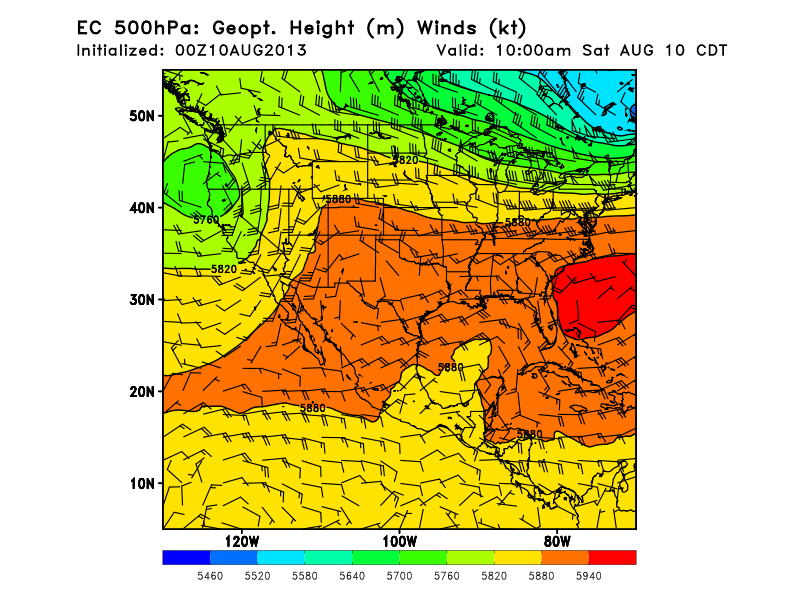 EC 500hPa: Geopt. Height (m) Winds (kt)
Initialized: 00Z10AUG2013 Valid: 10:00am Sat AUG 10 CDT
50N
5820
40N
5880
5880
5760
5820
30N
5880
20N
5880
5880
10N
120W 100W 80W
5460 5520 5580 5640 5700 5760 5820 5880 5940